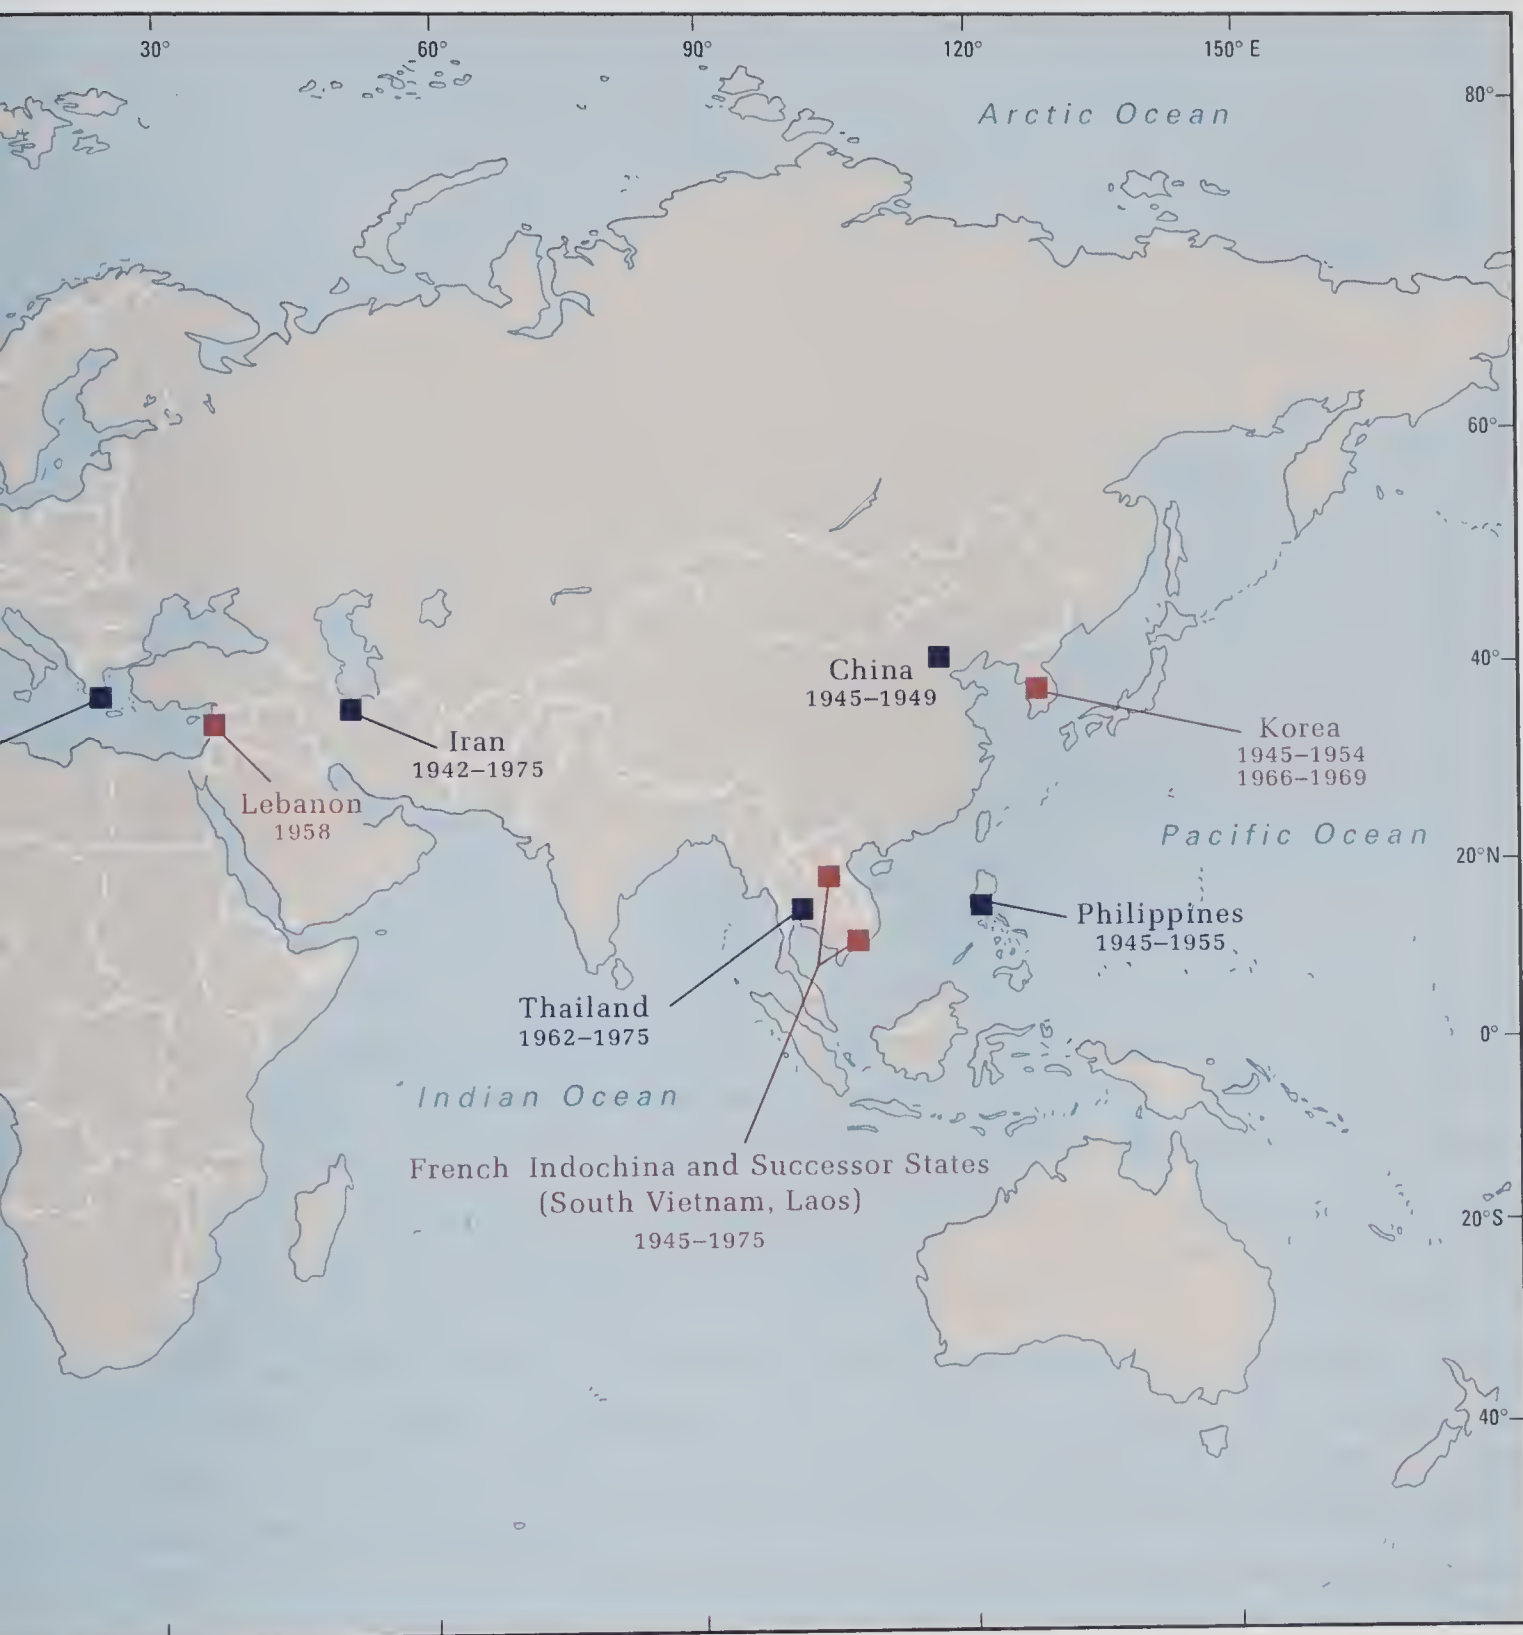 30°
60°
90°
120°
150° E
80°
Arctic Ocean
60°
40°
China
1945–1949
Korea
1945–1954
1966–1969
Iran
1942–1975
Lebanon
1958
Pacific Ocean
20°N
Philippines
1945–1955
Thailand
1962–1975
0°
Indian Ocean
French Indochina and Successor States
(South Vietnam, Laos)
1945–1975
20°S
40°